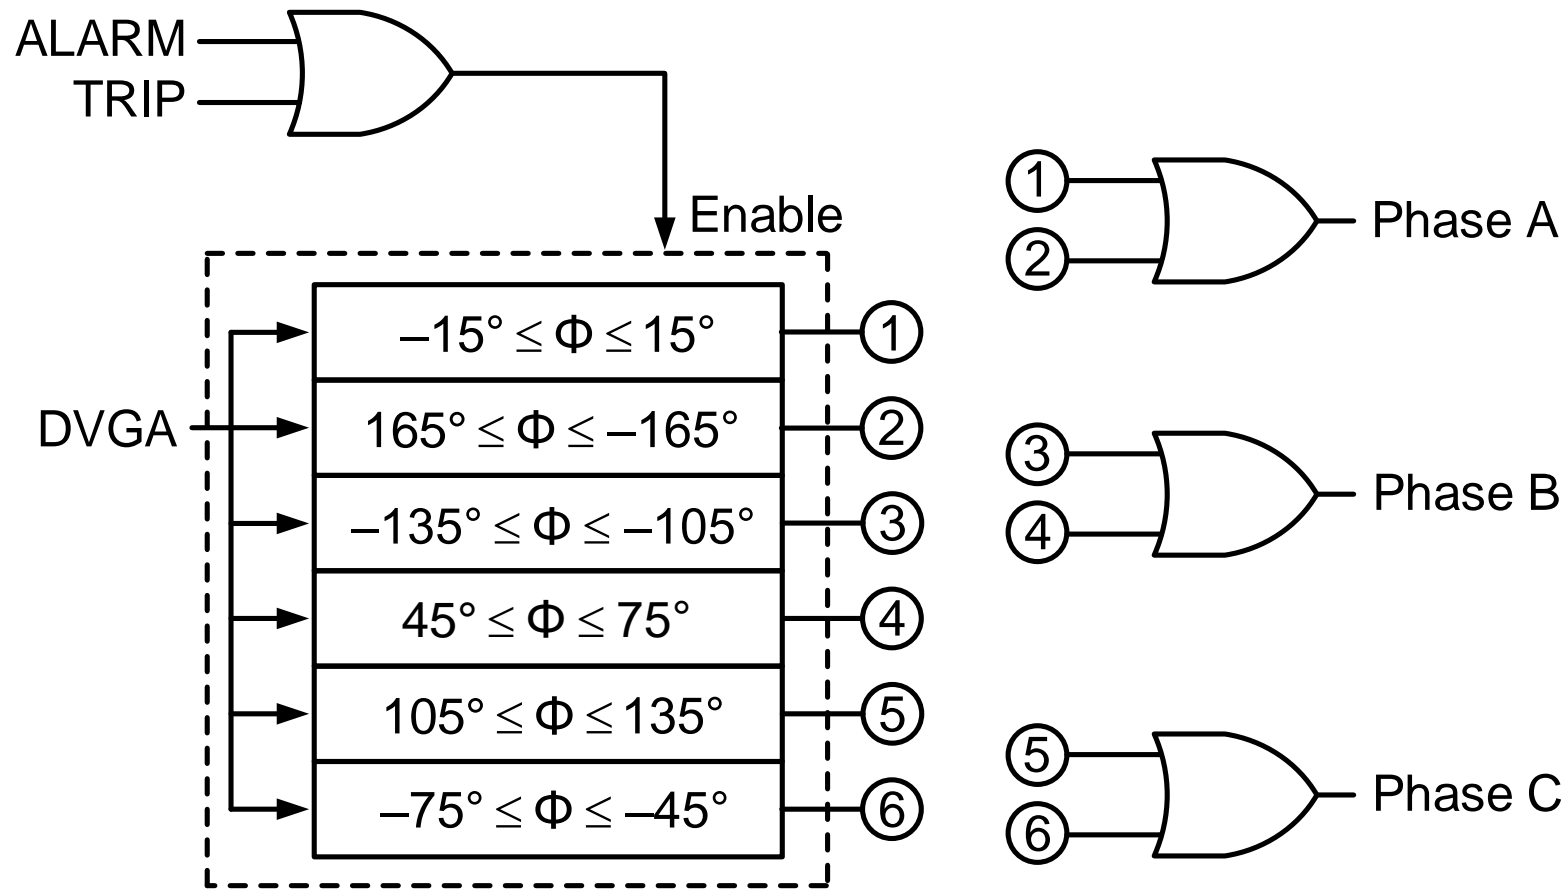 ALARM
TRIP
Enable
DVGA
–15° ≤ Φ ≤ 15°
165° ≤ Φ ≤ –165°
–135° ≤ Φ ≤ –105°
45° ≤ Φ ≤ 75°
105° ≤ Φ ≤ 135°
–75° ≤ Φ ≤ –45°
1
2
3
4
5
6
1
2
Phase A
3
4
Phase B
5
6
Phase C